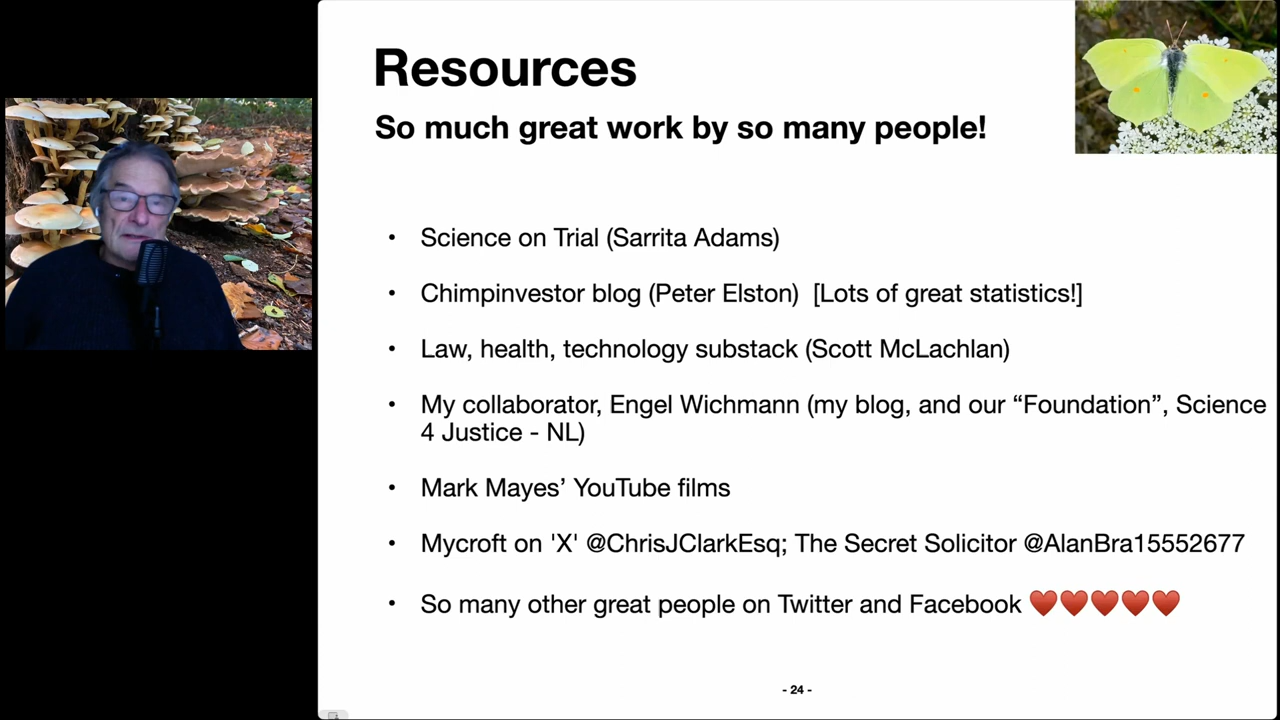 Resources
So much great work by so many people!
• Science on Trial (Sarrita Adams)
• Chimpinvestor blog (Peter Elston) [Lots of great statistics!]
• Law, health, technology substack (Scott McLachlan)
• My collaborator, Engel Wichmann (my blog, and our “Foundation”, Science
4 Justice - NL)
• Mark Mayes’ YouTube films
• Mycroft on 'X' @ChrisJClarkEsq; The Secret Solicitor @AlanBra15552677
• So many other great people on Twitter and Facebook ♥️♥️♥️♥️♥️
- 24 -